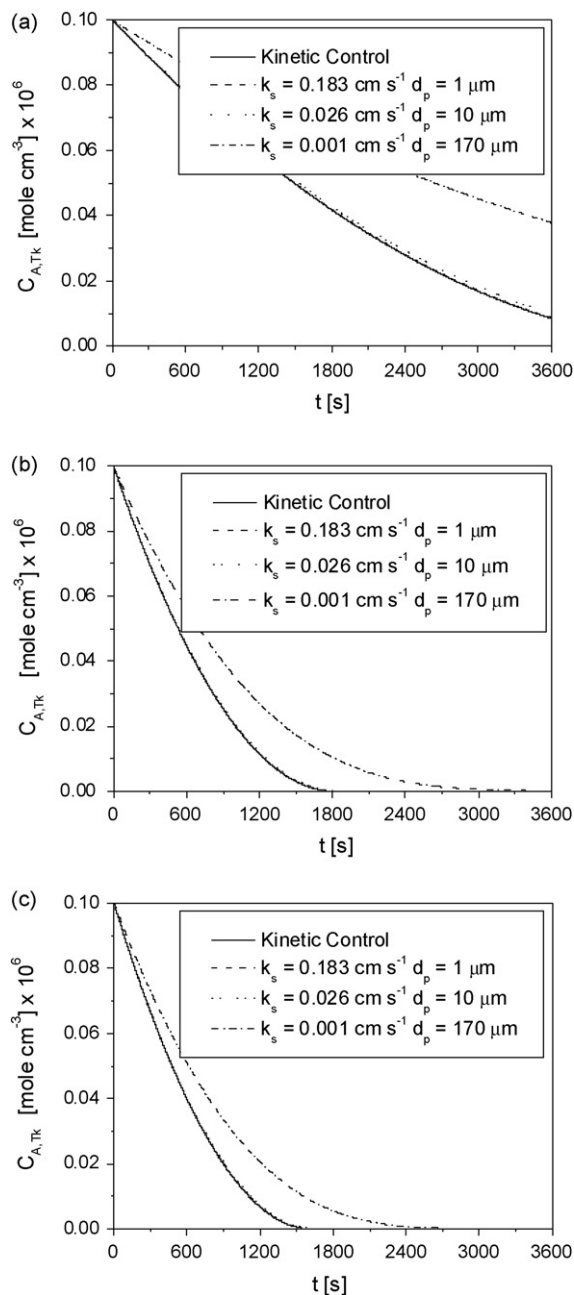 (a)
Kinetic Control
k_s = 0.183 cm s^-1 d_p = 1 μm
k_s = 0.026 cm s^-1 d_p = 10 μm
k_s = 0.001 cm s^-1 d_p = 170 μm
C_A,Tk [mole cm^-3] x 10^6
0.10
0.08
0.06
0.04
0.02
0.00
0 600 1200 1800 2400 3000 3600
t [s]
(b)
Kinetic Control
k_s = 0.183 cm s^-1 d_p = 1 μm
k_s = 0.026 cm s^-1 d_p = 10 μm
k_s = 0.001 cm s^-1 d_p = 170 μm
C_A,Tk [mole cm^-3] x 10^6
0.10
0.08
0.06
0.04
0.02
0.00
0 600 1200 1800 2400 3000 3600
t [s]
(c)
Kinetic Control
k_s = 0.183 cm s^-1 d_p = 1 μm
k_s = 0.026 cm s^-1 d_p = 10 μm
k_s = 0.001 cm s^-1 d_p = 170 μm
C_A,Tk [mole cm^-3] x 10^6
0.10
0.08
0.06
0.04
0.02
0.00
0 600 1200 1800 2400 3000 3600
t [s]